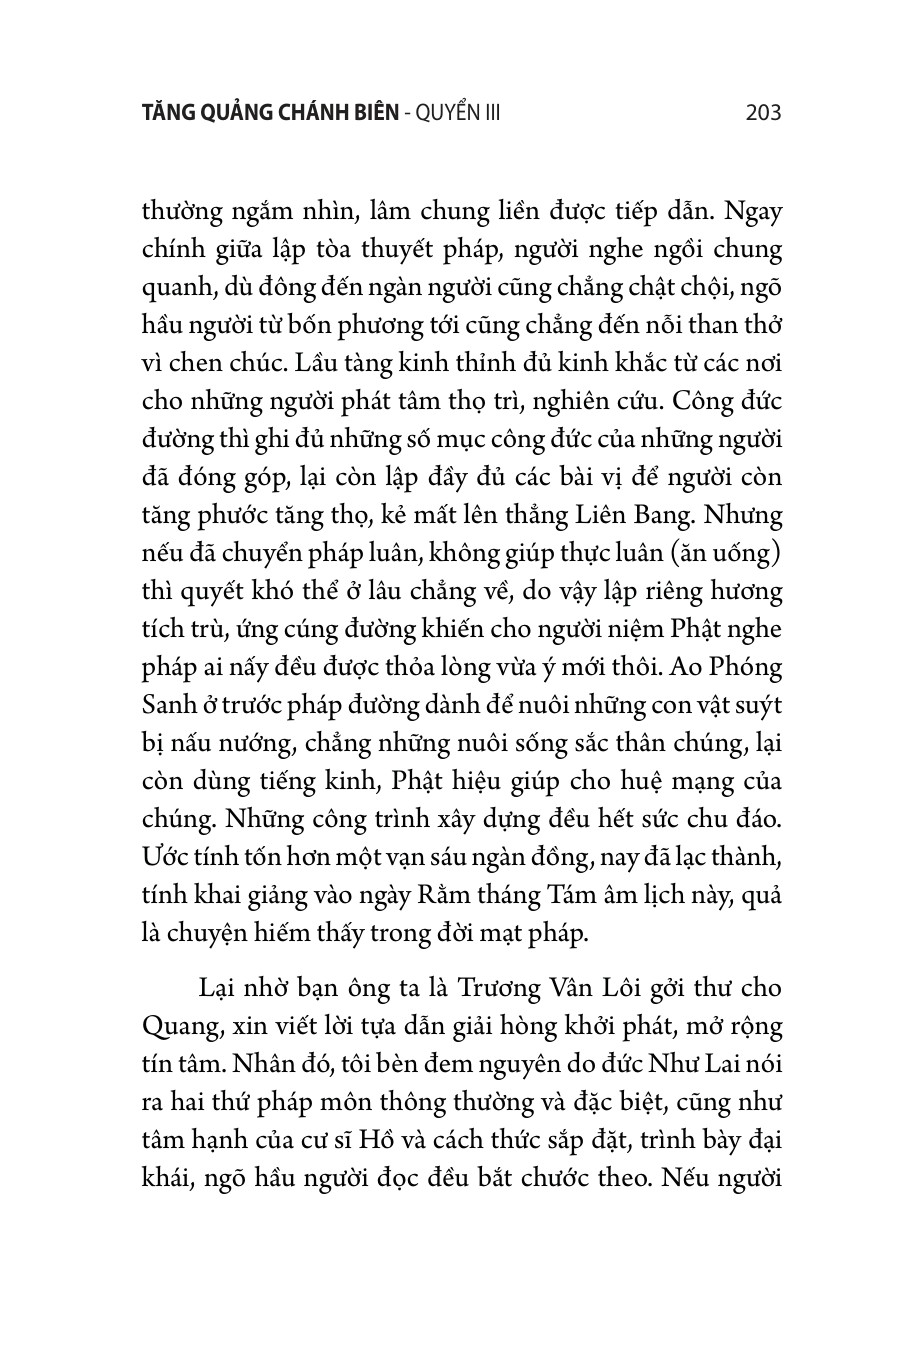 TĂNG QUẢNG CHÁNH BIÊN - QUYỂN III 203
thường ngắm nhìn, lâm chung liền được tiếp dẫn. Ngay
chính giữa lập tòa thuyết pháp, người nghe ngồi chung
quanh, dù đông đến ngàn người cũng chẳng chật chội, ngõ
hầu người từ bốn phương tới cũng chẳng đến nỗi than thở
vì chen chúc. Lầu tàng kinh thỉnh đủ kinh khắc từ các nơi
cho những người phát tâm thọ trì, nghiên cứu. Công đức
đường thì ghi đủ những số mục công đức của những người
đã đóng góp, lại còn lập đầy đủ các bài vị để người còn
tăng phước tăng thọ, kẻ mất lên thẳng Liên Bang. Nhưng
nếu đã chuyển pháp luân, không giúp thực luân (ăn uống)
thì quyết khó thể ở lâu chẳng về, do vậy lập riêng hương
tích trù, ứng cúng đường khiến cho người niệm Phật nghe
pháp ai nấy đều được thỏa lòng vừa ý mới thôi. Ao Phóng
Sanh ở trước pháp đường dành để nuôi những con vật suýt
bị nấu nướng, chẳng những nuôi sống sắc thân chúng, lại
còn dùng tiếng kinh, Phật hiệu giúp cho huệ mạng của
chúng. Những công trình xây dựng đều hết sức chu đáo.
Ước tính tốn hơn một vạn sáu ngàn đồng, nay đã lạc thành,
tính khai giảng vào ngày Rằm tháng Tám âm lịch này, quả
là chuyện hiếm thấy trong đời mạt pháp.
Lại nhờ bạn ông ta là Trương Vân Lôi gởi thư cho
Quang, xin viết lời tựa dẫn giải hòng khởi phát, mở rộng
tín tâm. Nhân đó, tôi bèn đem nguyên do đức Như Lai nói
ra hai thứ pháp môn thông thường và đặc biệt, cũng như
tâm hạnh của cư sĩ Hồ và cách thức sắp đặt, trình bày đại
khái, ngõ hầu người đọc đều bắt chước theo. Nếu người